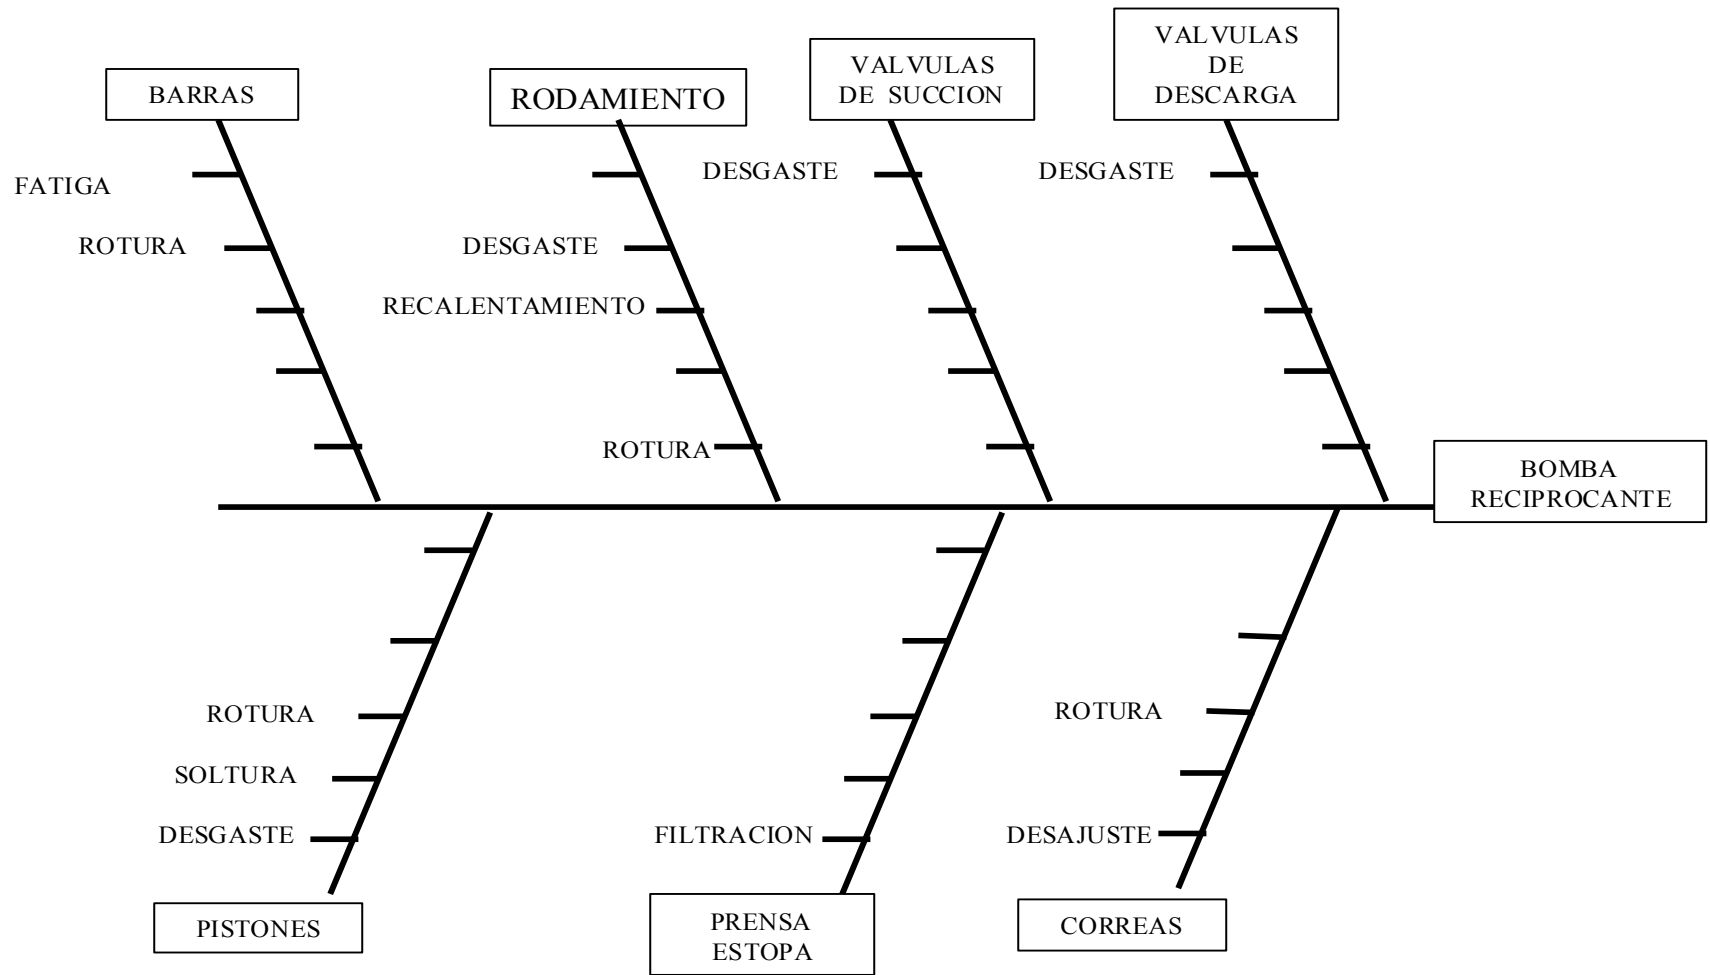 BARRAS
RODAMIENTO
VALVULAS
DE SUCCION
VALVULAS
DE
DESCARGA
FATIGA
ROTURA
DESGASTE
RECALENTAMIENTO
ROTURA
DESGASTE
DESGASTE
BOMBA
RECIPROCANTE
ROTURA
SOLTURA
DESGASTE
PISTONES
FILTRACION
PRENSA
ESTOPA
ROTURA
DESAJUSTE
CORREAS